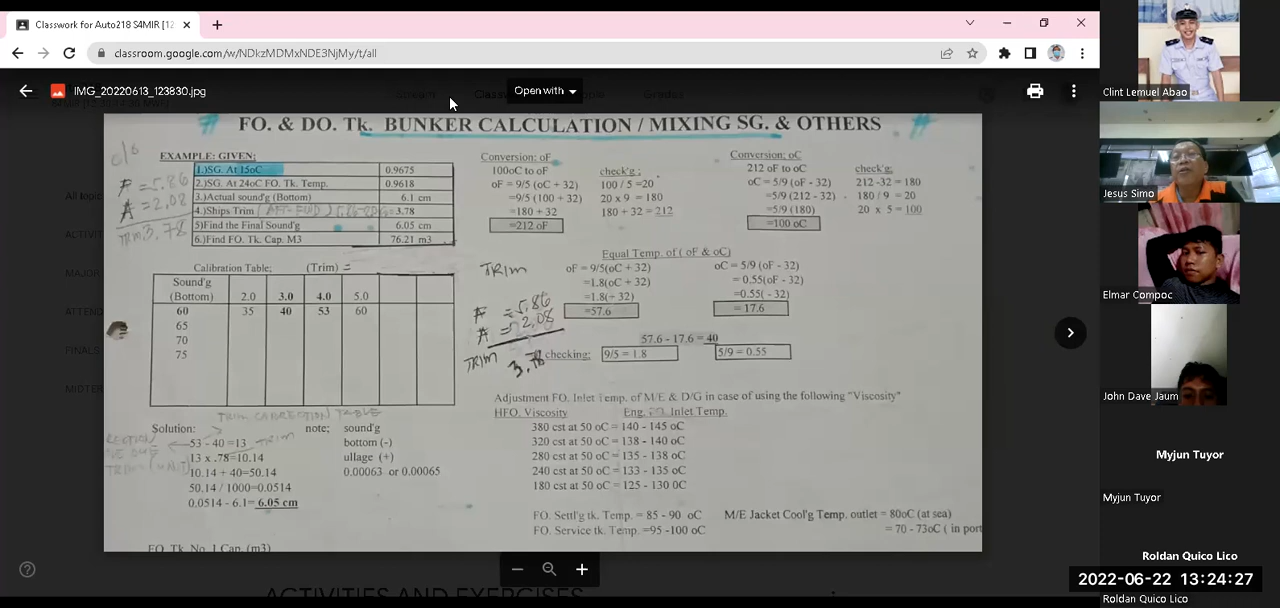 Classwork for Auto218 S4MIR [12
classroom.google.com/w/NDkzMDMxNDE3NjMy/t/all
IMG_20220613_123830.jpg
Open with
FO. & DO. Tk. BUNKER CALCULATION / MIXING SG. & OTHERS
EXAMPLE: GIVEN;
1.)SG. At 15oC 0.9675
2.)SG. At 24oC FO. Tk. Temp. 0.9618
3.)Actual sound'g (Bottom) 6.1 cm
4.)Ships Trim 3.78
5)Find the Final Sound'g 6.05 cm
6.)Find FO. Tk. Cap. M3 76.21 m3
F = 5.86
A = 2.08
TRIM 3.78
Calibration Table; (Trim) =
Sound'g
(Bottom) 2.0 3.0 4.0 5.0
60 35 40 53 60
65
70
75
TRIM CORRECTION TABLE
Solution: note; sound'g
53 - 40 =13 TRIM bottom (-)
13 x .78=10.14 ullage (+)
10.14 + 40=50.14 0.00063 or 0.00065
50.14 / 1000=0.0514
0.0514 - 6.1= 6.05 cm
FO. Tk No. 1 Cap. (m3)
Conversion: oF
100oC to oF check'g;
oF = 9/5 (oC + 32) 100 / 5 =20
=9/5 (100 + 32) 20 x 9 = 180
=180 + 32 180 + 32 = 212
=212 oF
Conversion: oC
212 oF to oC check'g:
oC = 5/9 (oF - 32) 212 -32 = 180
=5/9 (212 - 32) 180 / 9 = 20
=5/9 (180) 20 x 5 = 100
=100 oC
Equal Temp. of ( oF & oC)
oF = 9/5(oC + 32) oC = 5/9 (oF - 32)
=1.8(oC + 32) = 0.55(oF - 32)
=1.8(+ 32) =0.55( -32)
=57.6 = 17.6
TRIM
F = 5.86
A = 2.08
TRIM 3.78
57.6 - 17.6 = 40
checking: 9/5 = 1.8 5/9 = 0.55
Adjustment FO. Inlet Temp. of M/E & D/G in case of using the following "Viscosity"
HFO. Viscosity Eng. FO. Inlet Temp.
380 cst at 50 oC = 140 - 145 oC
320 cst at 50 oC = 138 - 140 oC
280 cst at 50 oC = 135 - 138 oC
240 cst at 50 oC = 133 - 135 oC
180 cst at 50 oC = 125 - 130 0C
FO. Settl'g tk. Temp. = 85 - 90 oC M/E Jacket Cool'g Temp. outlet = 80oC (at sea)
FO. Service tk. Temp. =95 -100 oC = 70 - 73oC ( in port
ACTIVITIES AND EXERCISES
Clint Lemuel Abao
Jesus Simo
Elmar Compoc
John Dave Jaum
Myjun Tuyor
Myjun Tuyor
Roldan Quico Lico
2022-06-22 13:24:27
Roldan Quico Lico